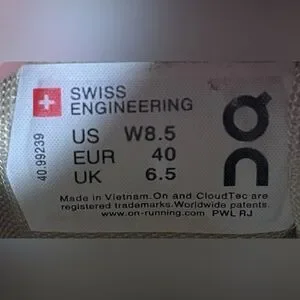 SWISS
ENGINEERING
US W8.5
EUR 40
UK 6.5
40.99239
Made in Vietnam.On and CloudTec are
registered trademarks.Worldwide patents.
www.on-running.com PWL RJ